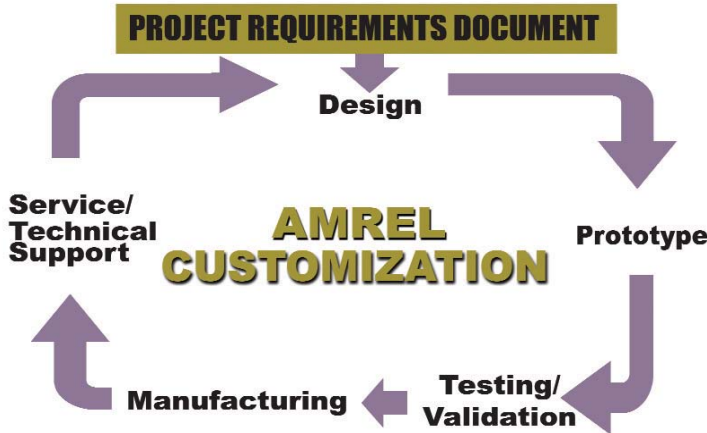 PROJECT REQUIREMENTS DOCUMENT
Design
Prototype
Testing/
Validation
Manufacturing
Service/
Technical
Support
AMREL
CUSTOMIZATION